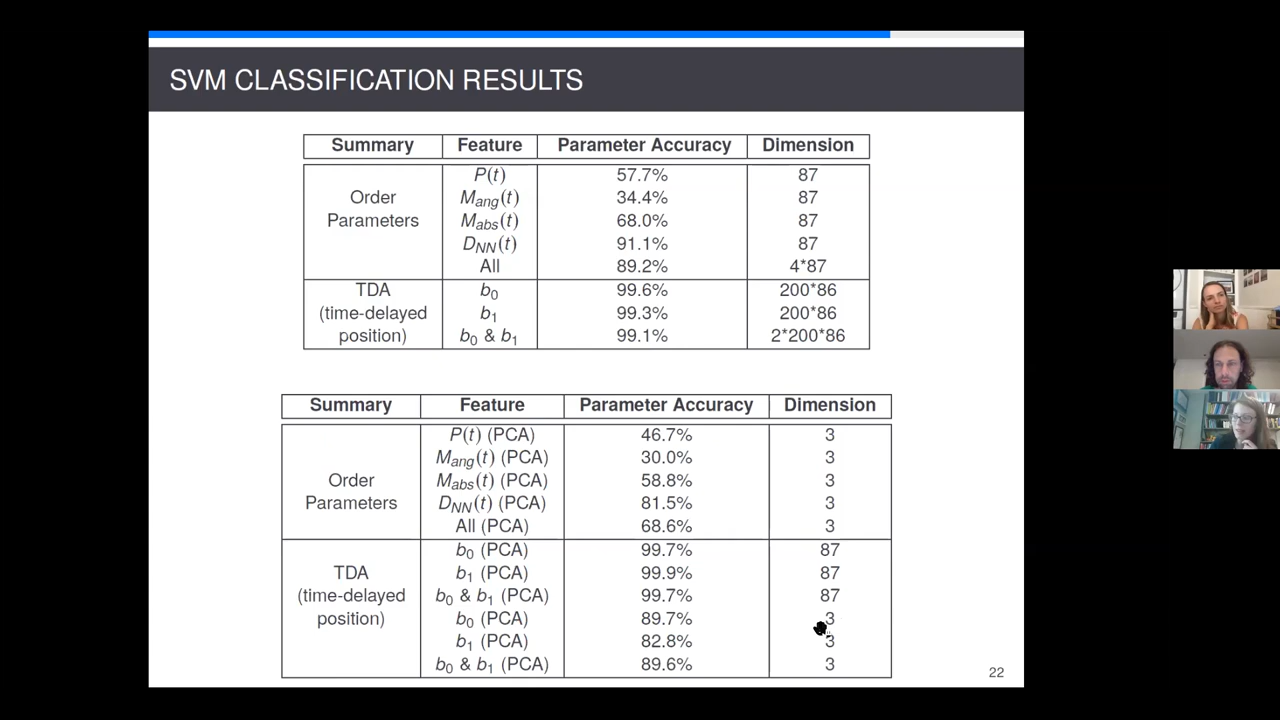 SVM CLASSIFICATION RESULTS
Summary Feature Parameter Accuracy Dimension
P(t) 57.7% 87
Order M_ang(t) 34.4% 87
Parameters M_abs(t) 68.0% 87
D_NN(t) 91.1% 87
All 89.2% 4*87
TDA b_0 99.6% 200*86
(time-delayed b_1 99.3% 200*86
position) b_0 & b_1 99.1% 2*200*86
Summary Feature Parameter Accuracy Dimension
P(t) (PCA) 46.7% 3
M_ang(t) (PCA) 30.0% 3
Order M_abs(t) (PCA) 58.8% 3
Parameters D_NN(t) (PCA) 81.5% 3
All (PCA) 68.6% 3
b_0 (PCA) 99.7% 87
TDA b_1 (PCA) 99.9% 87
(time-delayed b_0 & b_1 (PCA) 99.7% 87
position) b_0 (PCA) 89.7% 3
b_1 (PCA) 82.8% 3
b_0 & b_1 (PCA) 89.6% 3
22